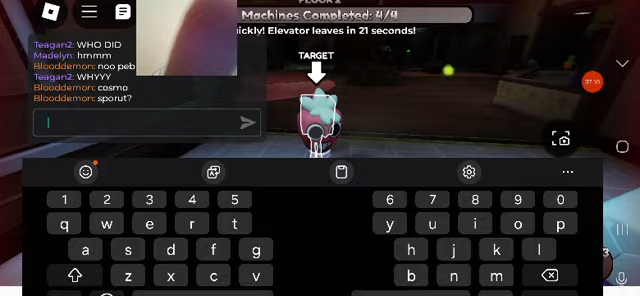 Machines Completed: 4/4
uickly! Elevator leaves in 21 seconds!
TARGET
Teagan2: WHO DID
Madelyn: hmmm
Blooddemon: noo peb
Teagan2: WHYYY
Blooddemon: cosmo
Blooddemon: sporut?
1 2 3 4 5 6 7 8 9 0
q w e r t y u i o p
a s d f g h j k l
z x c v b n m